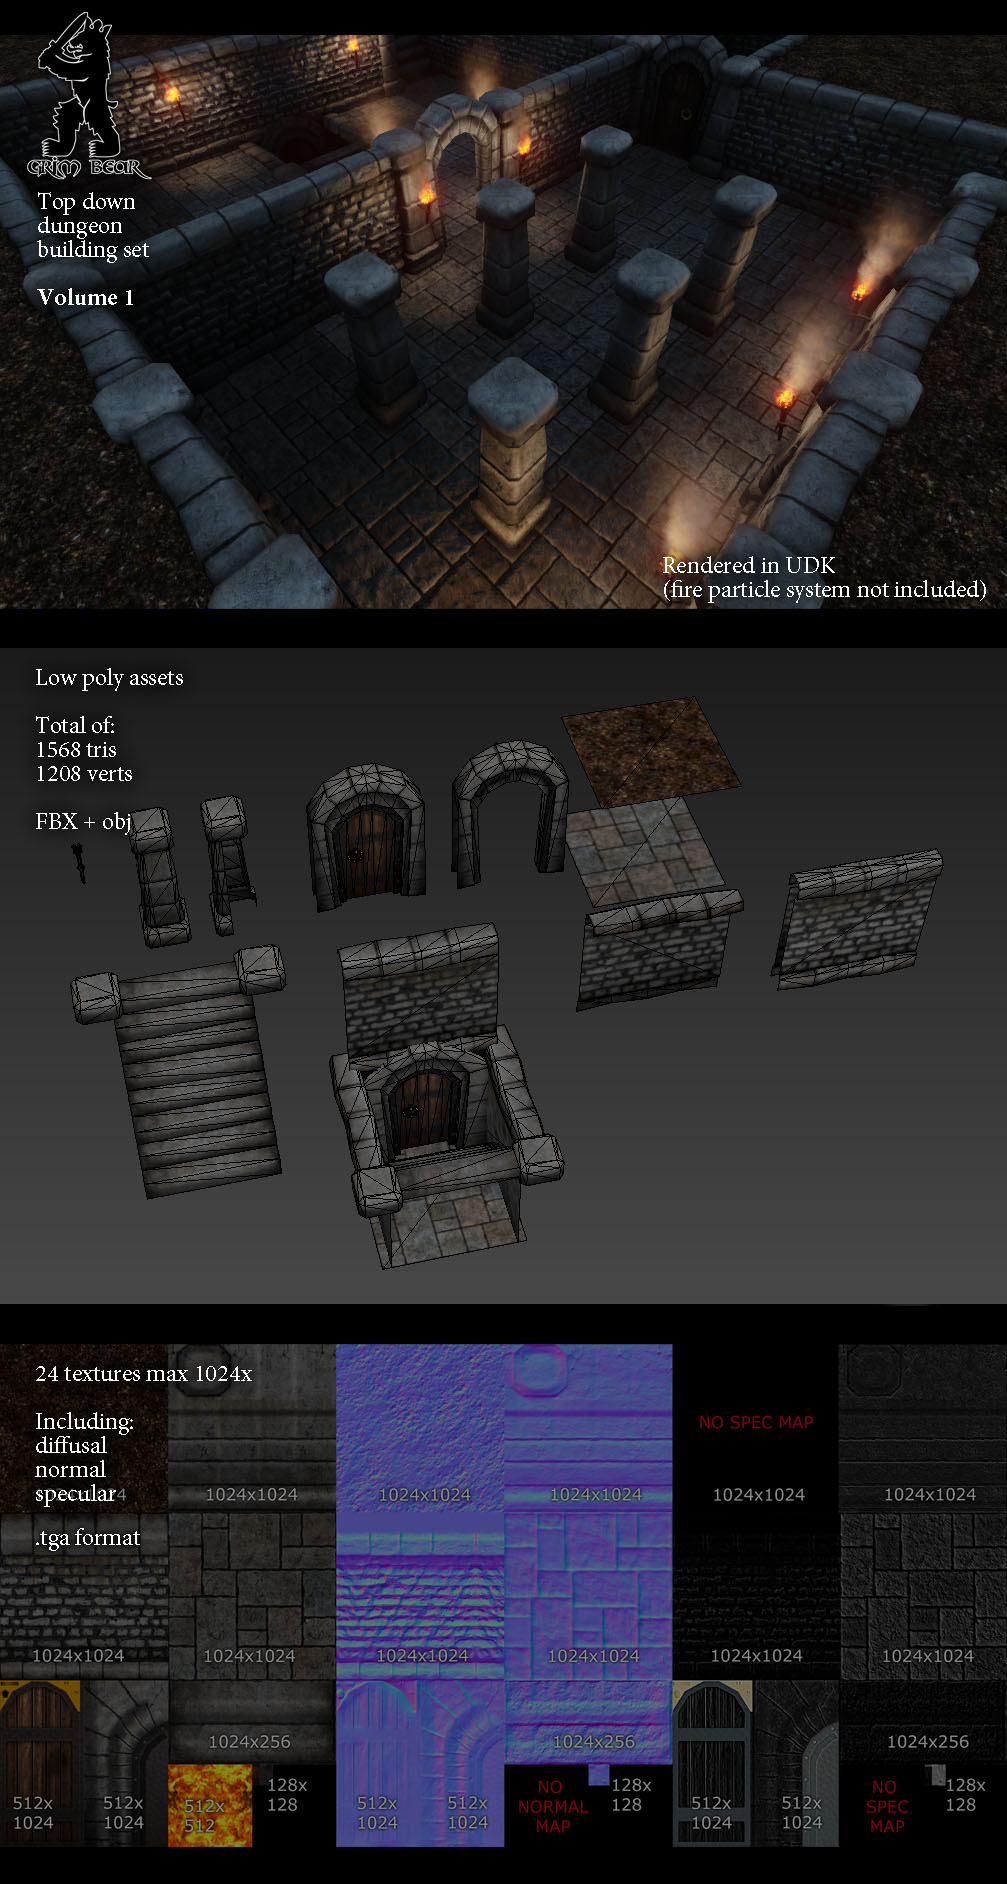 GRIM BEAR
Top down
dungeon
building set
Volume 1
Rendered in UDK
(fire particle system not included)
Low poly assets
Total of:
1568 tris
1208 verts
FBX + obj
24 textures max 1024x
Including:
diffusal
normal
specular
.tga format
NO SPEC MAP
1024x1024
1024x1024
1024x1024
1024x1024
1024x1024
1024x1024
1024x1024
1024x1024
1024x1024
1024x1024
1024x1024
1024x256
1024x256
1024x256
512x
1024
512x
1024
512x
512
128x
128
512x
1024
512x
1024
NO
NORMAL
MAP
128x
128
512x
1024
512x
1024
NO
SPEC
MAP
128x
128